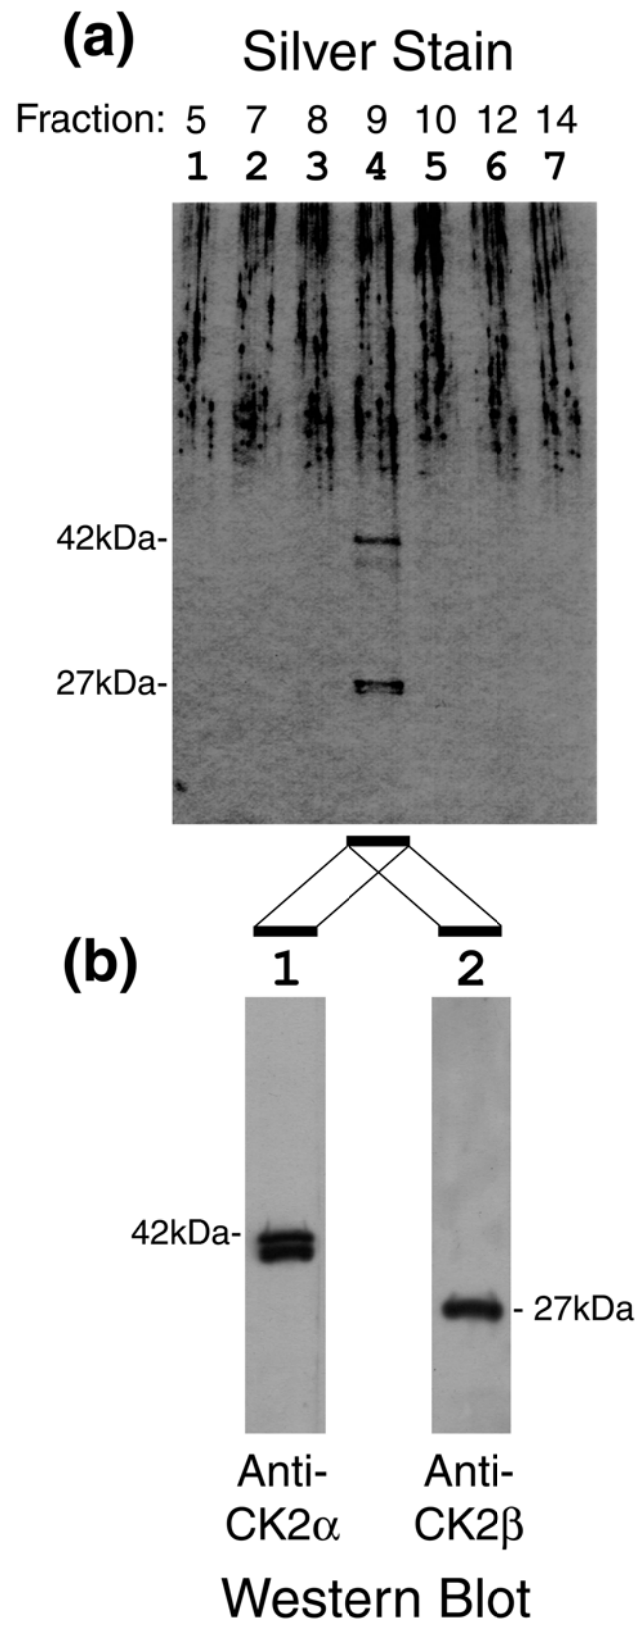 (a) Silver Stain
Fraction: 5 7 8 9 10 12 14
1 2 3 4 5 6 7
42kDa-
27kDa-
(b) 1 2
42kDa-
- 27kDa
Anti- Anti-
CK2α CK2β
Western Blot